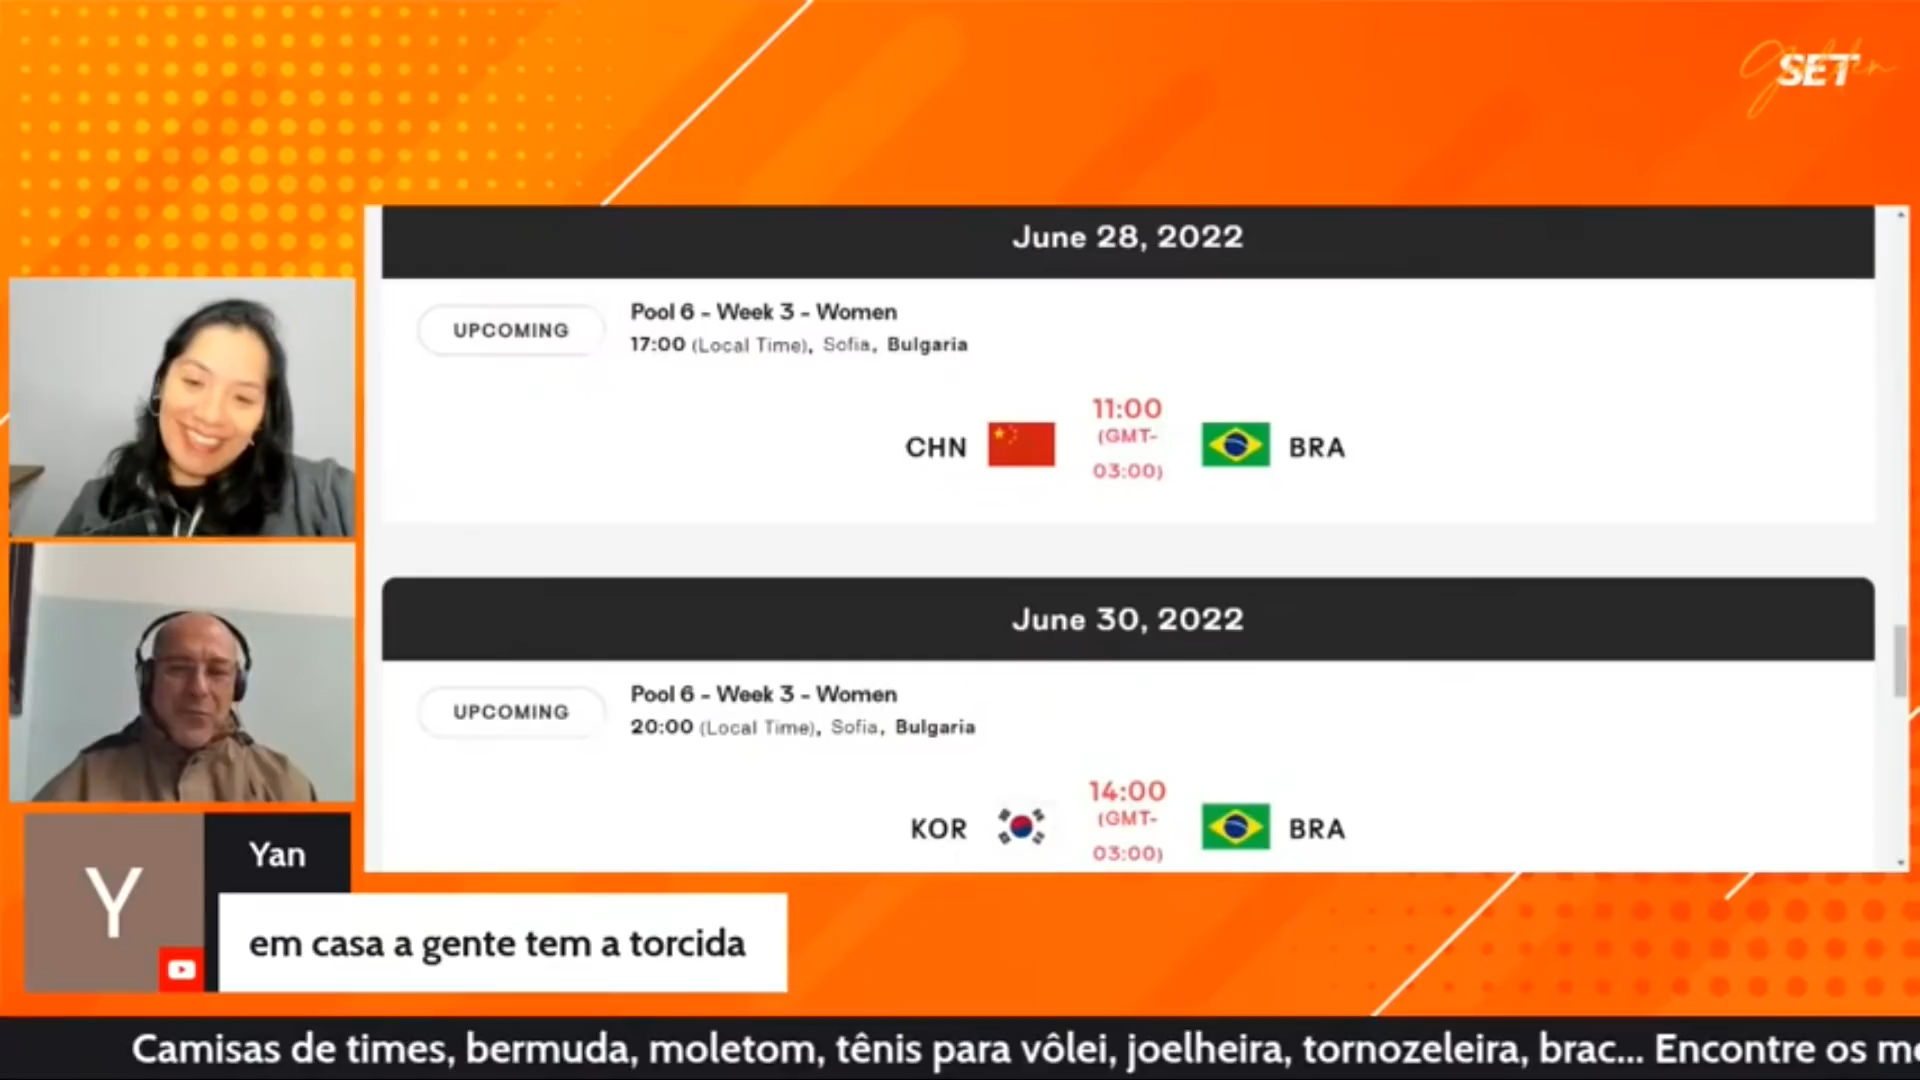 Golden
SET
June 28, 2022
UPCOMING
Pool 6 - Week 3 - Women
17:00 (Local Time), Sofia, Bulgaria
CHN
11:00
(GMT-
03:00)
BRA
June 30, 2022
UPCOMING
Pool 6 - Week 3 - Women
20:00 (Local Time), Sofia, Bulgaria
KOR
14:00
(GMT-
03:00)
BRA
Y
Yan
em casa a gente tem a torcida
Camisas de times, bermuda, moletom, tênis para vôlei, joelheira, tornozeleira, brac... Encontre os